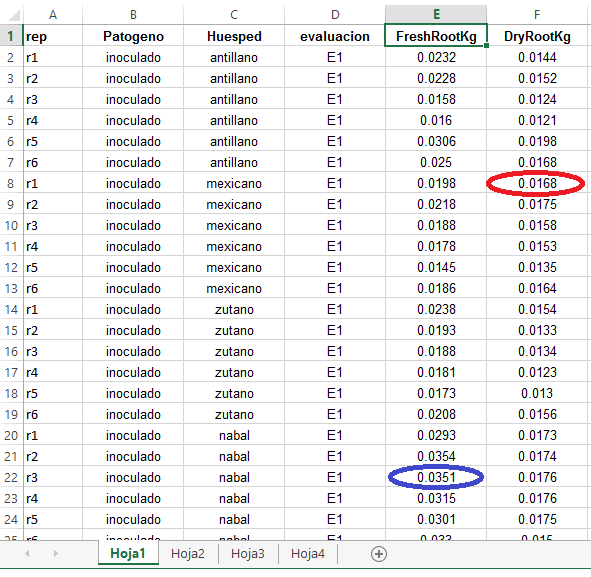 A B C D E F
1 rep Patogeno Huesped evaluacion FreshRootKg DryRootKg
2 r1 inoculado antillano E1 0.0232 0.0144
3 r2 inoculado antillano E1 0.0228 0.0152
4 r3 inoculado antillano E1 0.0158 0.0124
5 r4 inoculado antillano E1 0.016 0.0121
6 r5 inoculado antillano E1 0.0306 0.0198
7 r6 inoculado antillano E1 0.025 0.0168
8 r1 inoculado mexicano E1 0.0198 0.0168
9 r2 inoculado mexicano E1 0.0218 0.0175
10 r3 inoculado mexicano E1 0.0188 0.0158
11 r4 inoculado mexicano E1 0.0178 0.0153
12 r5 inoculado mexicano E1 0.0145 0.0135
13 r6 inoculado mexicano E1 0.0186 0.0164
14 r1 inoculado zutano E1 0.0238 0.0154
15 r2 inoculado zutano E1 0.0193 0.0133
16 r3 inoculado zutano E1 0.0188 0.0134
17 r4 inoculado zutano E1 0.0181 0.0123
18 r5 inoculado zutano E1 0.0173 0.013
19 r6 inoculado zutano E1 0.0208 0.0156
20 r1 inoculado nabal E1 0.0293 0.0173
21 r2 inoculado nabal E1 0.0354 0.0174
22 r3 inoculado nabal E1 0.0351 0.0176
23 r4 inoculado nabal E1 0.0315 0.0176
24 r5 inoculado nabal E1 0.0301 0.0175
25 r6 inoculado nabal E1 0.033 0.015
Hoja1 Hoja2 Hoja3 Hoja4